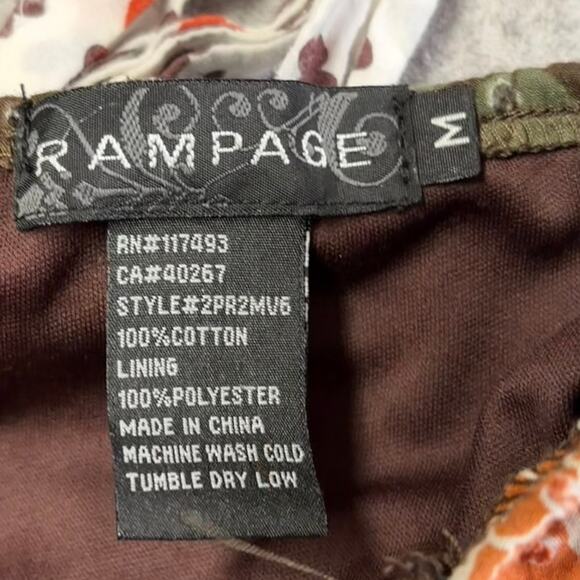 RAMPAGE
M
RN#117493
CA#40267
STYLE#2PR2MV6
100%COTTON
LINING
100%POLYESTER
MADE IN CHINA
MACHINE WASH COLD
TUMBLE DRY LOW